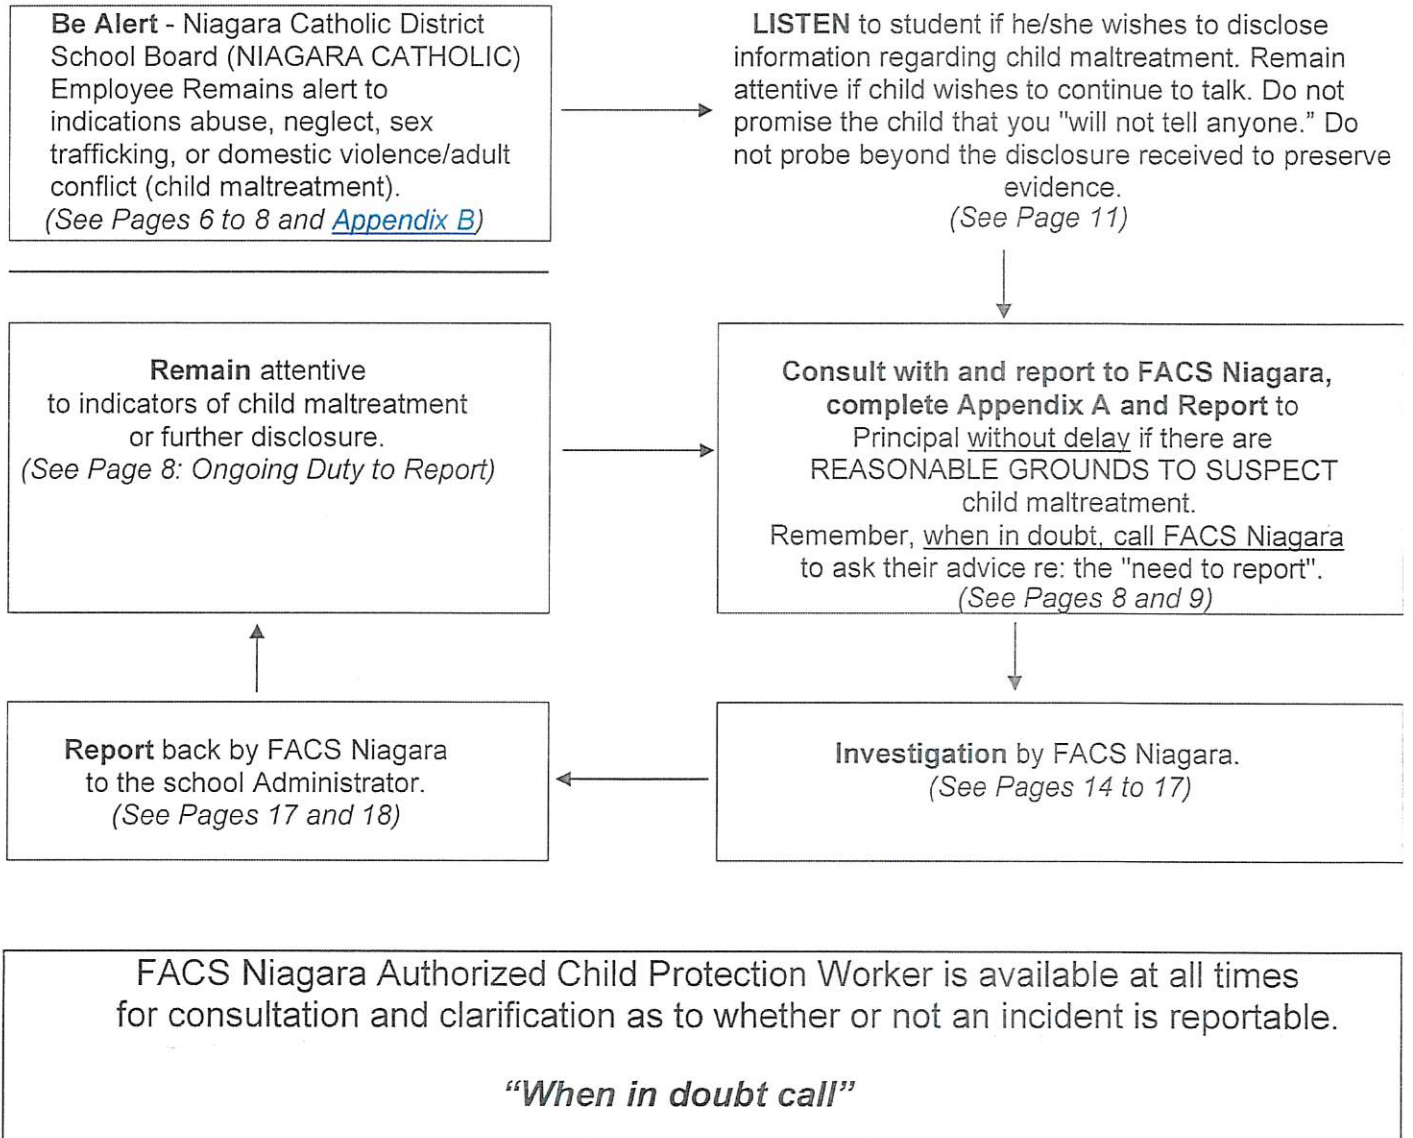 Be Alert - Niagara Catholic District
School Board (NIAGARA CATHOLIC)
Employee Remains alert to
indications abuse, neglect, sex
trafficking, or domestic violence/adult
conflict (child maltreatment).
(See Pages 6 to 8 and Appendix B)
LISTEN to student if he/she wishes to disclose
information regarding child maltreatment. Remain
attentive if child wishes to continue to talk. Do not
promise the child that you "will not tell anyone.” Do
not probe beyond the disclosure received to preserve
evidence.
(See Page 11)
Consult with and report to FACS Niagara,
complete Appendix A and Report to
Principal without delay if there are
REASONABLE GROUNDS TO SUSPECT
child maltreatment.
Remember, when in doubt, call FACS Niagara
to ask their advice re: the "need to report".
(See Pages 8 and 9)
Investigation by FACS Niagara.
(See Pages 14 to 17)
Report back by FACS Niagara
to the school Administrator.
(See Pages 17 and 18)
Remain attentive
to indicators of child maltreatment
or further disclosure.
(See Page 8: Ongoing Duty to Report)
FACS Niagara Authorized Child Protection Worker is available at all times
for consultation and clarification as to whether or not an incident is reportable.
“When in doubt call”